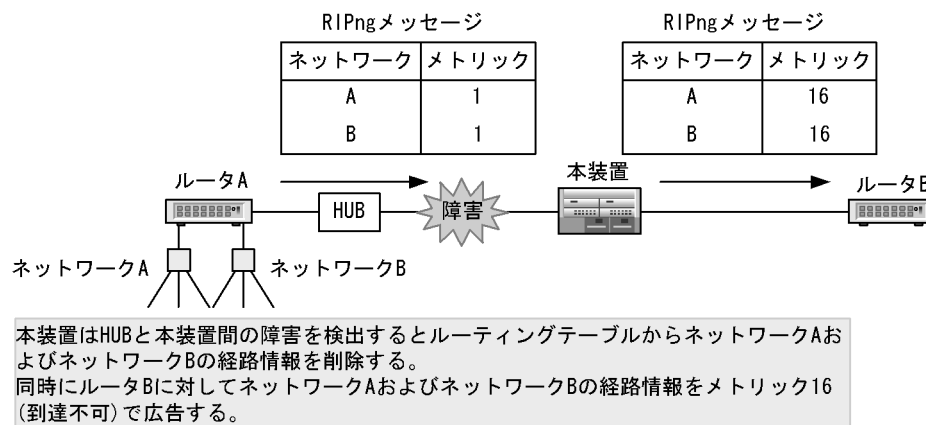 RIPngメッセージ
ネットワーク メトリック
A 1
B 1
RIPngメッセージ
ネットワーク メトリック
A 16
B 16
ルータA
HUB
障害
本装置
ルータB
ネットワークA
ネットワークB
本装置はHUBと本装置間の障害を検出するとルーティングテーブルからネットワークAお
よびネットワークBの経路情報を削除する。
同時にルータBに対してネットワークAおよびネットワークBの経路情報をメトリック16
(到達不可)で広告する。